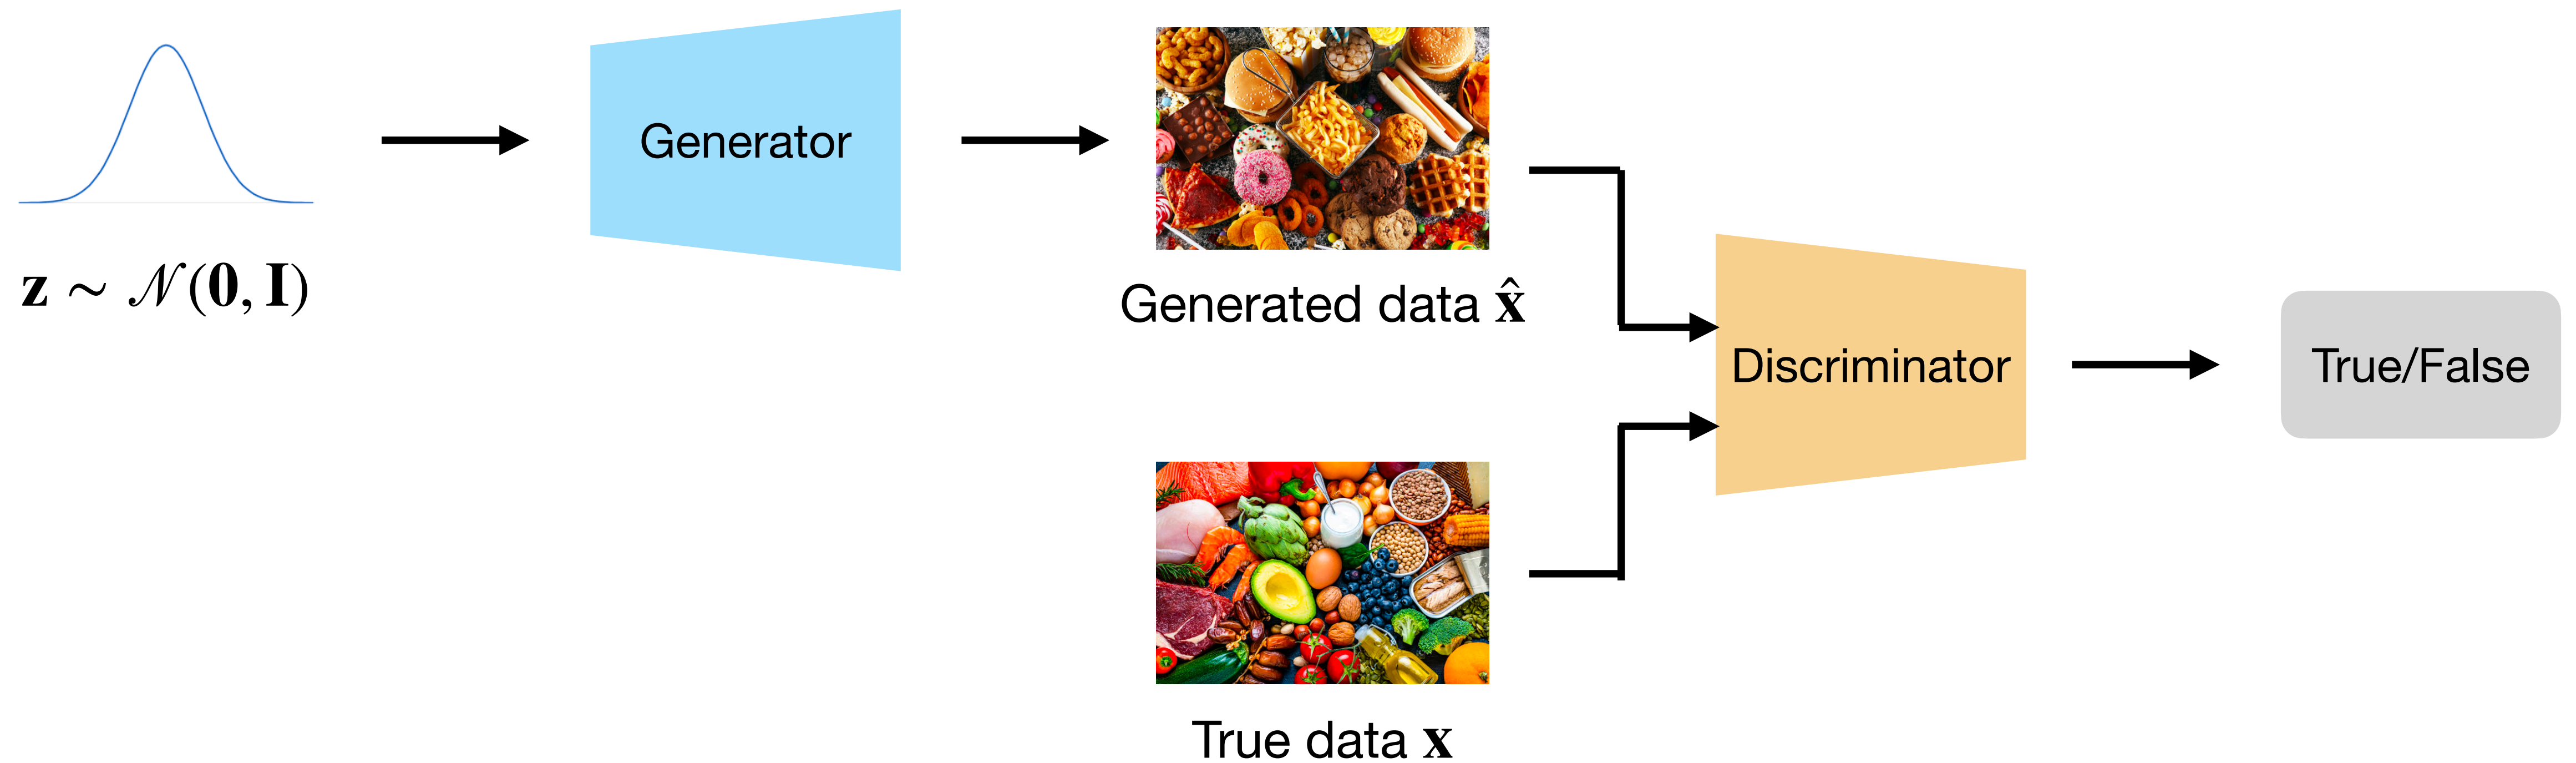 z ∼ 𝒩(0, I)
Generator
Generated data x̂
Discriminator
True/False
True data x